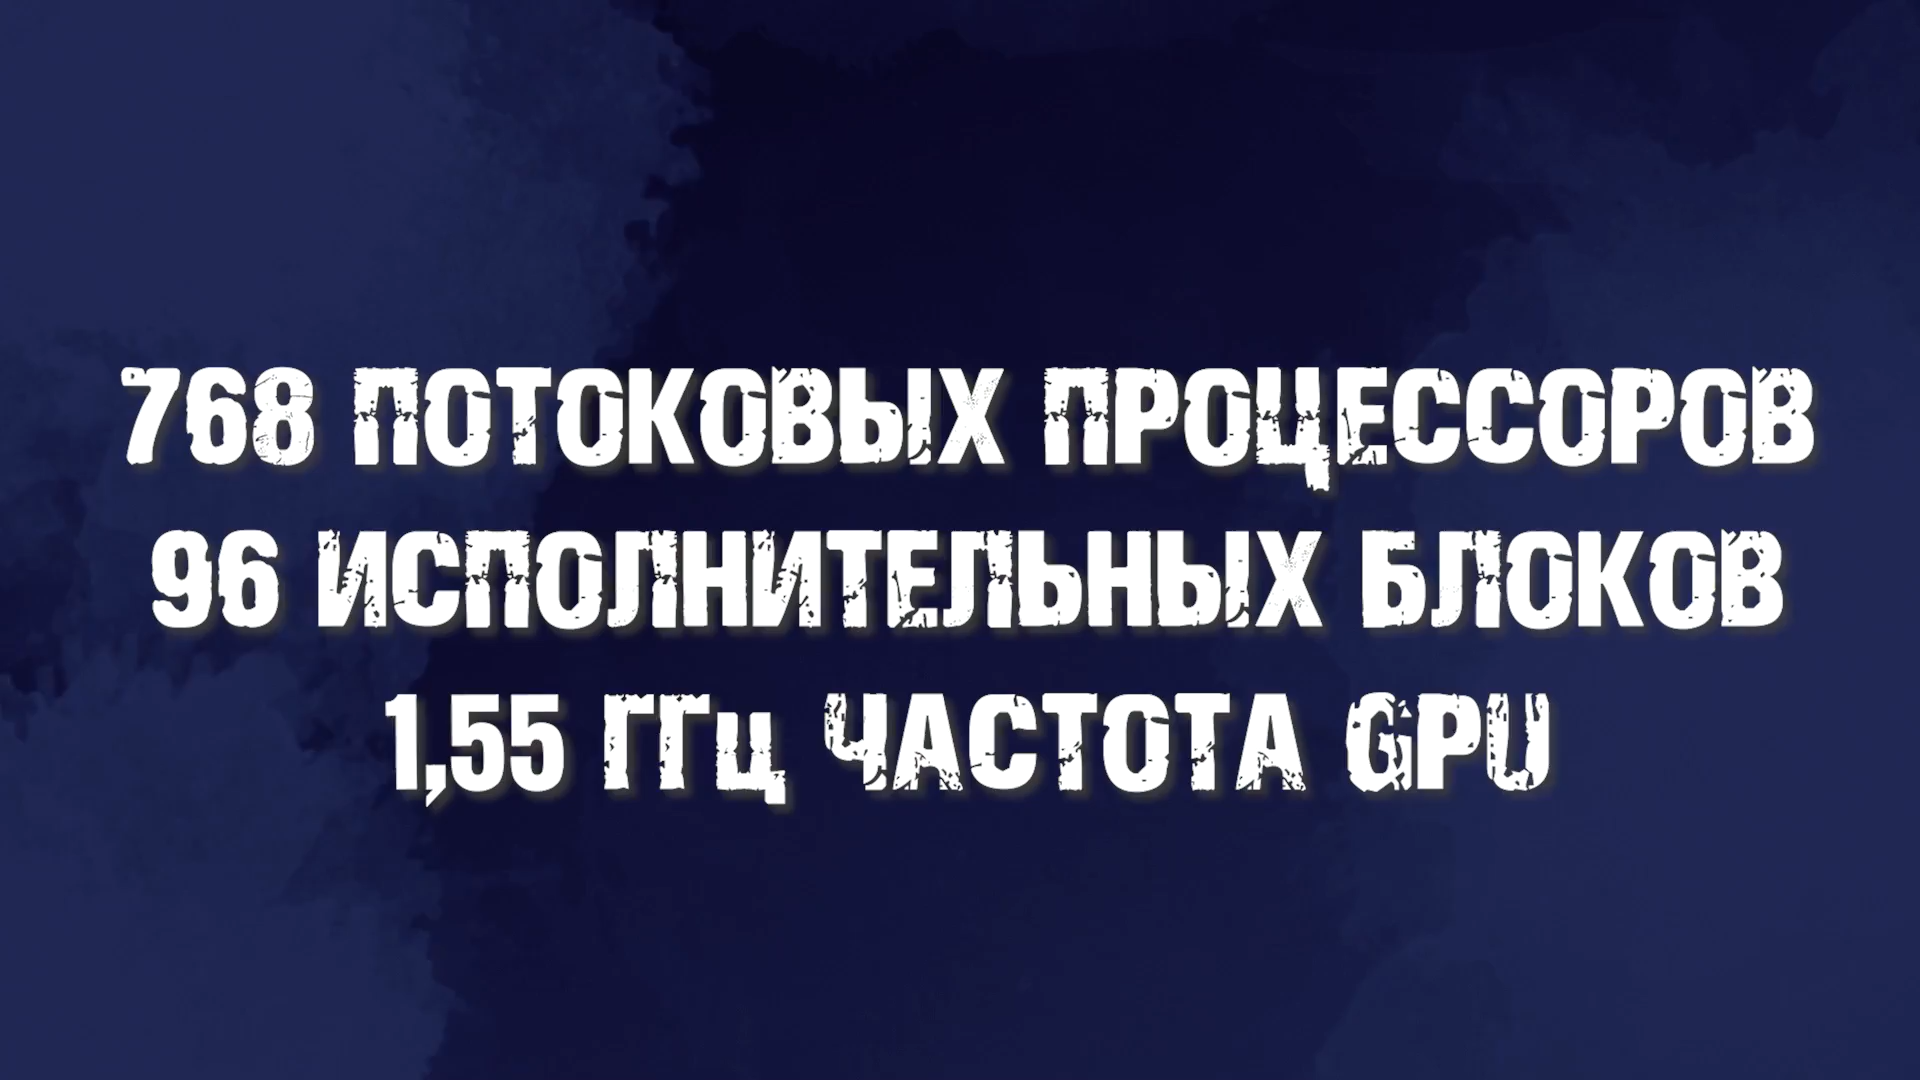 768 ПОТОКОВЫХ ПРОЦЕССОРОВ
96 ИСПОЛНИТЕЛЬНЫХ БЛОКОВ
1,55 ГГц ЧАСТОТА GPU